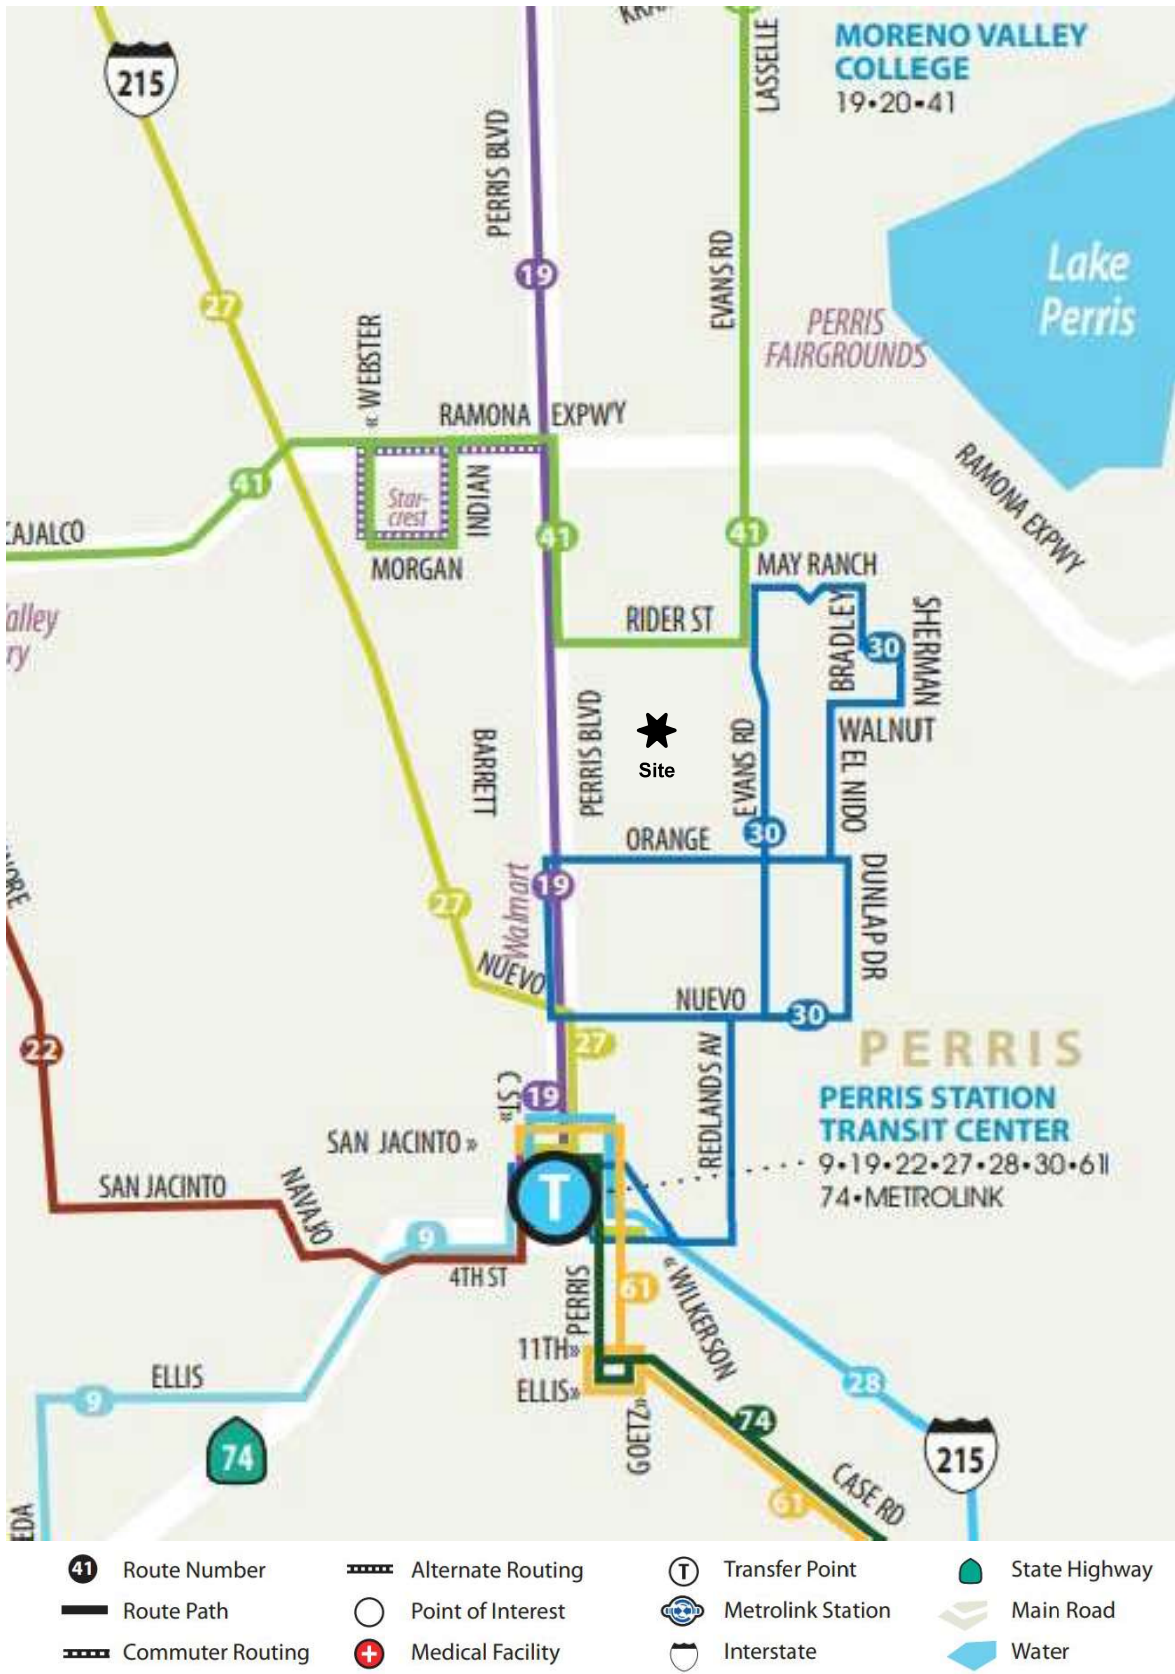 215
PERRIS BLVD
LASSELLE
MORENO VALLEY
COLLEGE
19•20•41
19
27
EVANS RD
Lake
Perris
PERRIS
FAIRGROUNDS
« WEBSTER
RAMONA EXPWY
RAMONA EXPWY
41
Star-
crest
INDIAN
CAJALCO
MORGAN
41
41
MAY RANCH
RIDER ST
BRADLEY
30
SHERMAN
alley
ry
BARRETT
PERRIS BLVD
Site
EVANS RD
WALNUT
EL NIDO
ORANGE
30
Walmart
19
27
DUNLAP DR
NUEVO
NUEVO
30
22
27
PERRIS
C ST»
19
REDLANDS AV
PERRIS STATION
TRANSIT CENTER
9•19•22•27•28•30•61
74•METROLINK
SAN JACINTO »
SAN JACINTO
NAVAJO
T
9
4TH ST
PERRIS
61
« WILKERSON
11TH»
ELLIS»
ELLIS
9
GOETZ»
28
74
74
215
61
CASE RD
EDA
41 Route Number
Alternate Routing
T Transfer Point
State Highway
Route Path
Point of Interest
Metrolink Station
Main Road
Commuter Routing
Medical Facility
Interstate
Water